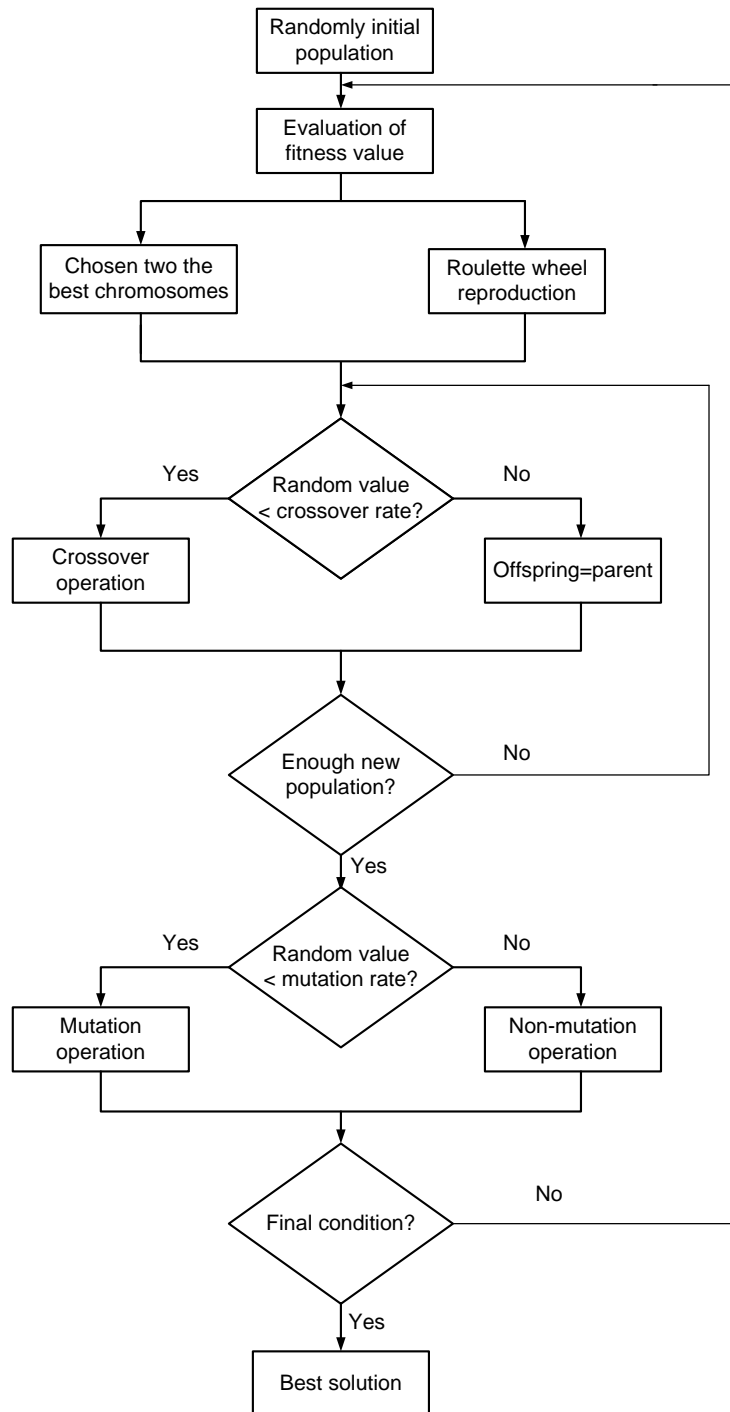 Randomly initial
population
Evaluation of
fitness value
Chosen two the
best chromosomes
Roulette wheel
reproduction
Yes
Random value
< crossover rate?
No
Crossover
operation
Offspring=parent
Enough new
population?
No
Yes
Yes
Random value
< mutation rate?
No
Mutation
operation
Non-mutation
operation
Final condition?
No
Yes
Best solution